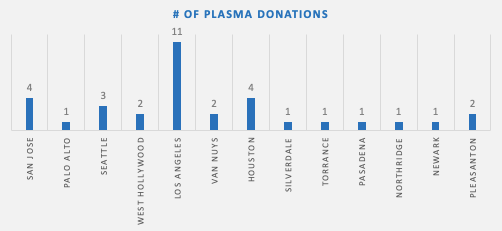 # OF PLASMA DONATIONS
4
1
3
2
11
2
4
1
1
1
1
1
2
SAN JOSE
PALO ALTO
SEATTLE
WEST HOLLYWOOD
LOS ANGELES
VAN NUYS
HOUSTON
SILVERDALE
TORRANCE
PASADENA
NORTHRIDGE
NEWARK
PLEASANTON